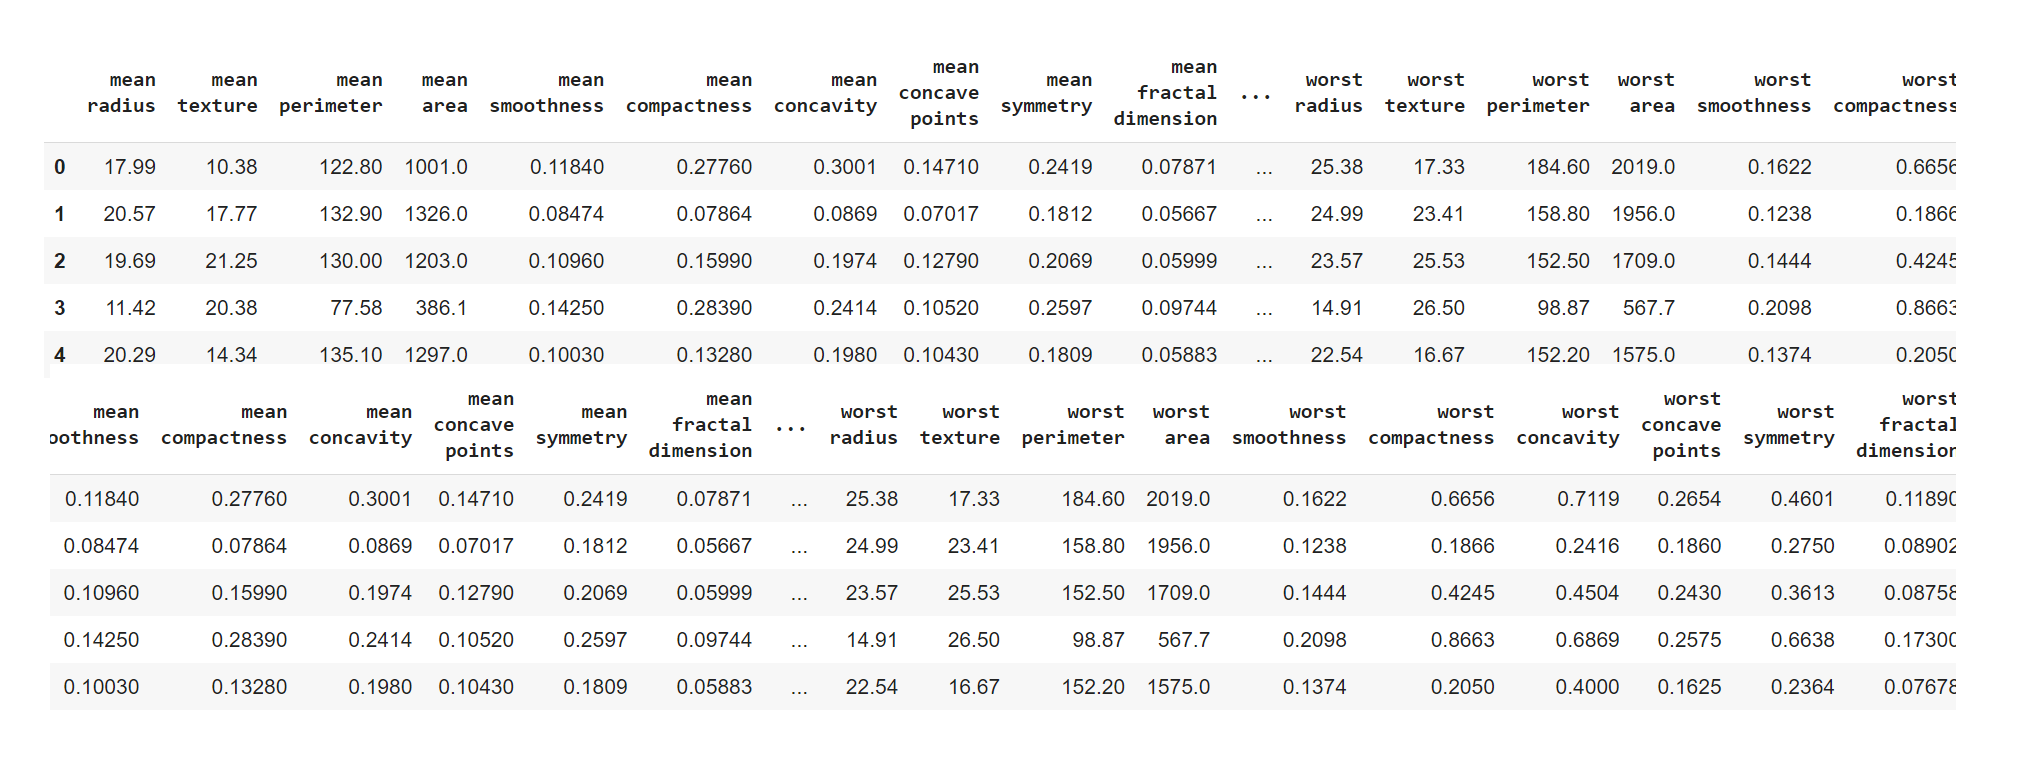 mean mean mean mean mean mean mean mean concave points mean symmetry mean fractal dimension ... worst worst worst worst worst worst
radius texture perimeter area smoothness compactness concavity radius texture perimeter area smoothness compactness
0 17.99 10.38 122.80 1001.0 0.11840 0.27760 0.3001 0.14710 0.2419 0.07871 ... 25.38 17.33 184.60 2019.0 0.1622 0.6656
1 20.57 17.77 132.90 1326.0 0.08474 0.07864 0.0869 0.07017 0.1812 0.05667 ... 24.99 23.41 158.80 1956.0 0.1238 0.1866
2 19.69 21.25 130.00 1203.0 0.10960 0.15990 0.1974 0.12790 0.2069 0.05999 ... 23.57 25.53 152.50 1709.0 0.1444 0.4245
3 11.42 20.38 77.58 386.1 0.14250 0.28390 0.2414 0.10520 0.2597 0.09744 ... 14.91 26.50 98.87 567.7 0.2098 0.8663
4 20.29 14.34 135.10 1297.0 0.10030 0.13280 0.1980 0.10430 0.1809 0.05883 ... 22.54 16.67 152.20 1575.0 0.1374 0.2050
mean mean mean mean concave points mean mean fractal dimension ... worst worst worst worst worst worst worst worst concave points worst worst fractal dimension
oothness compactness concavity symmetry radius texture perimeter area smoothness compactness concavity symmetry
0.11840 0.27760 0.3001 0.14710 0.2419 0.07871 ... 25.38 17.33 184.60 2019.0 0.1622 0.6656 0.7119 0.2654 0.4601 0.11890
0.08474 0.07864 0.0869 0.07017 0.1812 0.05667 ... 24.99 23.41 158.80 1956.0 0.1238 0.1866 0.2416 0.1860 0.2750 0.08902
0.10960 0.15990 0.1974 0.12790 0.2069 0.05999 ... 23.57 25.53 152.50 1709.0 0.1444 0.4245 0.4504 0.2430 0.3613 0.08758
0.14250 0.28390 0.2414 0.10520 0.2597 0.09744 ... 14.91 26.50 98.87 567.7 0.2098 0.8663 0.6869 0.2575 0.6638 0.17300
0.10030 0.13280 0.1980 0.10430 0.1809 0.05883 ... 22.54 16.67 152.20 1575.0 0.1374 0.2050 0.4000 0.1625 0.2364 0.07678